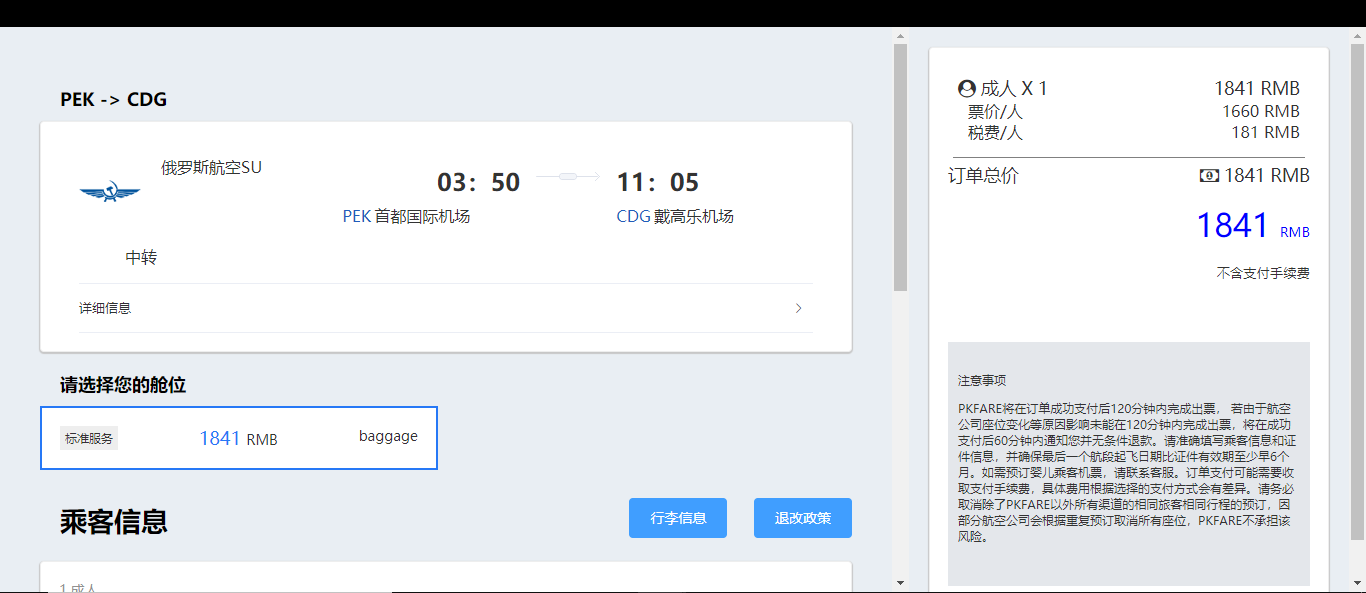 PEK -> CDG
俄罗斯航空SU
03：50
11：05
PEK 首都国际机场
CDG 戴高乐机场
中转
详细信息
请选择您的舱位
标准服务
1841 RMB
baggage
乘客信息
行李信息
退改政策
1 成人
成人 X 1
1841 RMB
票价/人
1660 RMB
税费/人
181 RMB
订单总价
1841 RMB
1841 RMB
不含支付手续费
注意事项
PKFARE将在订单成功支付后120分钟内完成出票， 若由于航空
公司座位变化等原因影响未能在120分钟内完成出票，将在成功
支付后60分钟内通知您并无条件退款。请准确填写乘客信息和证
件信息，并确保最后一个航段起飞日期比证件有效期至少早6个
月。如需预订婴儿乘客机票，请联系客服。订单支付可能需要收
取支付手续费，具体费用根据选择的支付方式会有差异。请务必
取消除了PKFARE以外所有渠道的相同旅客相同行程的预订，因
部分航空公司会根据重复预订取消所有座位，PKFARE不承担该
风险。